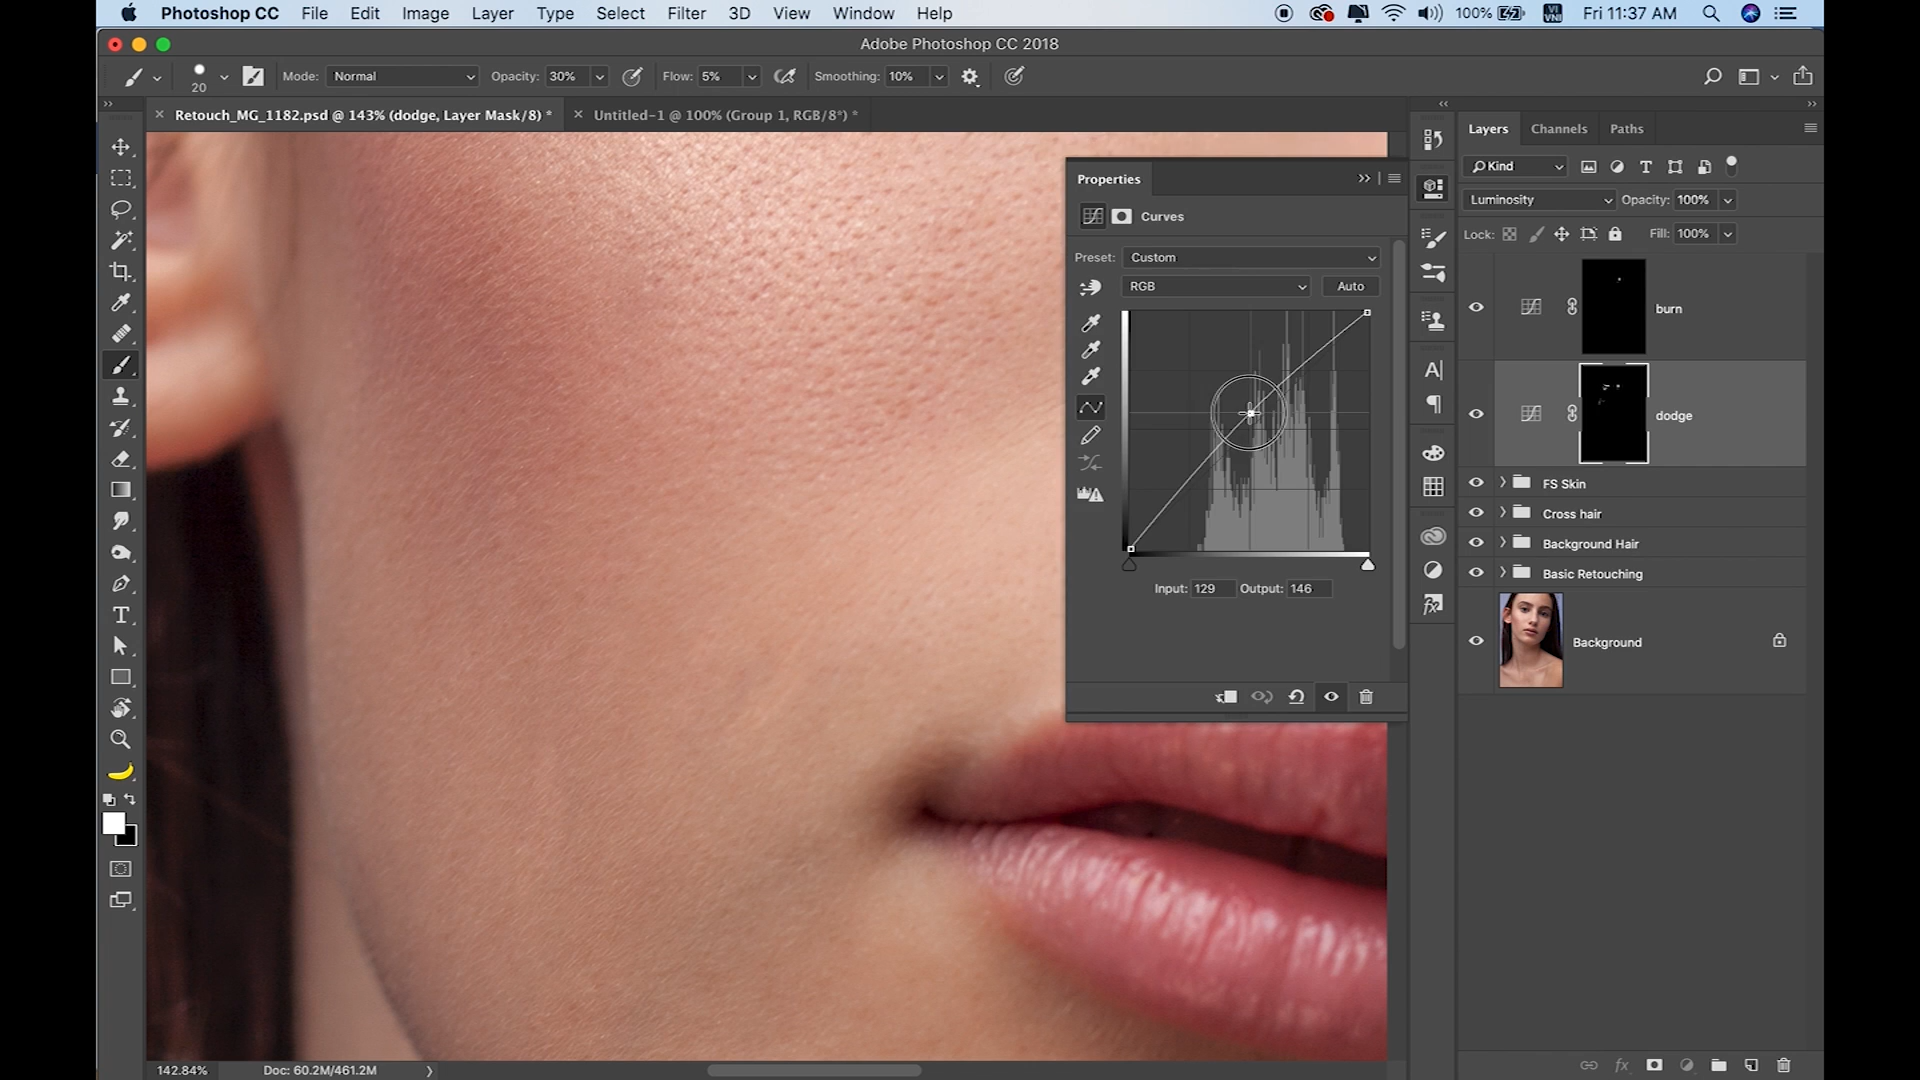 Photoshop CC File Edit Image Layer Type Select Filter 3D View Window Help 100% VI VNI Fri 11:37 AM
Adobe Photoshop CC 2018
20 Mode: Normal Opacity: 30% Flow: 5% Smoothing: 10%
Retouch_MG_1182.psd @ 143% (dodge, Layer Mask/8) * Untitled-1 @ 100% (Group 1, RGB/8*) *
Properties
Curves
Preset: Custom
RGB Auto
Input: 129 Output: 146
Layers Channels Paths
Kind
Luminosity Opacity: 100%
Lock: Fill: 100%
burn
dodge
FS Skin
Cross hair
Background Hair
Basic Retouching
Background
142.84% Doc: 60.2M/461.2M